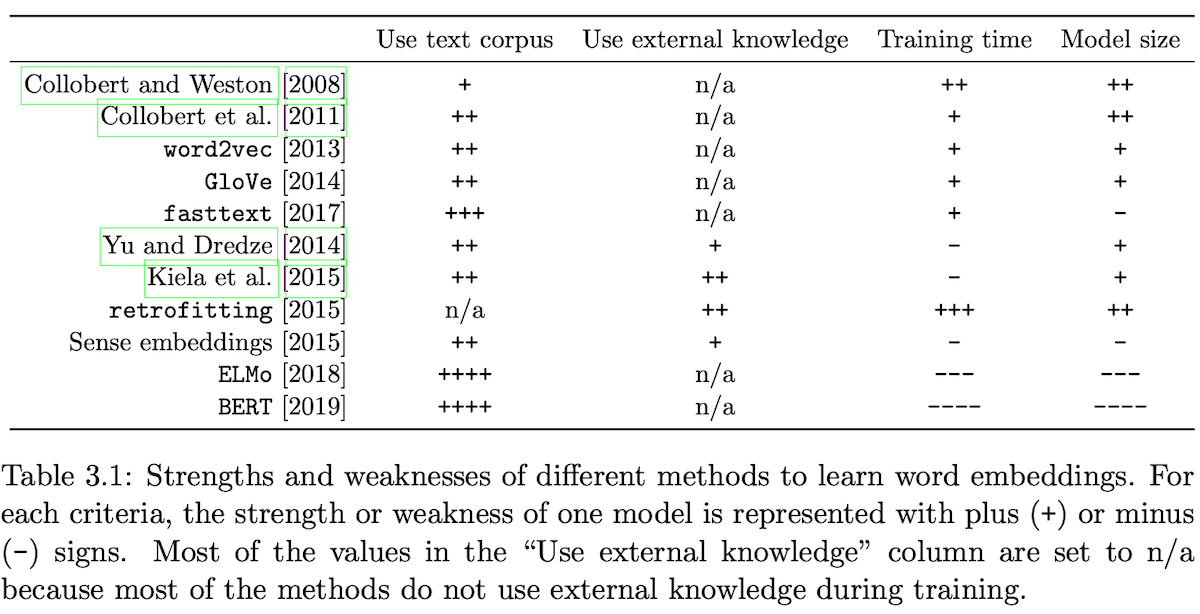 Use text corpus Use external knowledge Training time Model size
Collobert and Weston [2008] + n/a ++ ++
Collobert et al. [2011] ++ n/a + ++
word2vec [2013] ++ n/a + +
GloVe [2014] ++ n/a + +
fasttext [2017] +++ n/a + -
Yu and Dredze [2014] ++ + - +
Kiela et al. [2015] ++ ++ - +
retrofitting [2015] n/a ++ +++ ++
Sense embeddings [2015] ++ + - -
ELMo [2018] ++++ n/a --- ---
BERT [2019] ++++ n/a ---- ----
Table 3.1: Strengths and weaknesses of different methods to learn word embeddings. For
each criteria, the strength or weakness of one model is represented with plus (+) or minus
(-) signs. Most of the values in the “Use external knowledge” column are set to n/a
because most of the methods do not use external knowledge during training.